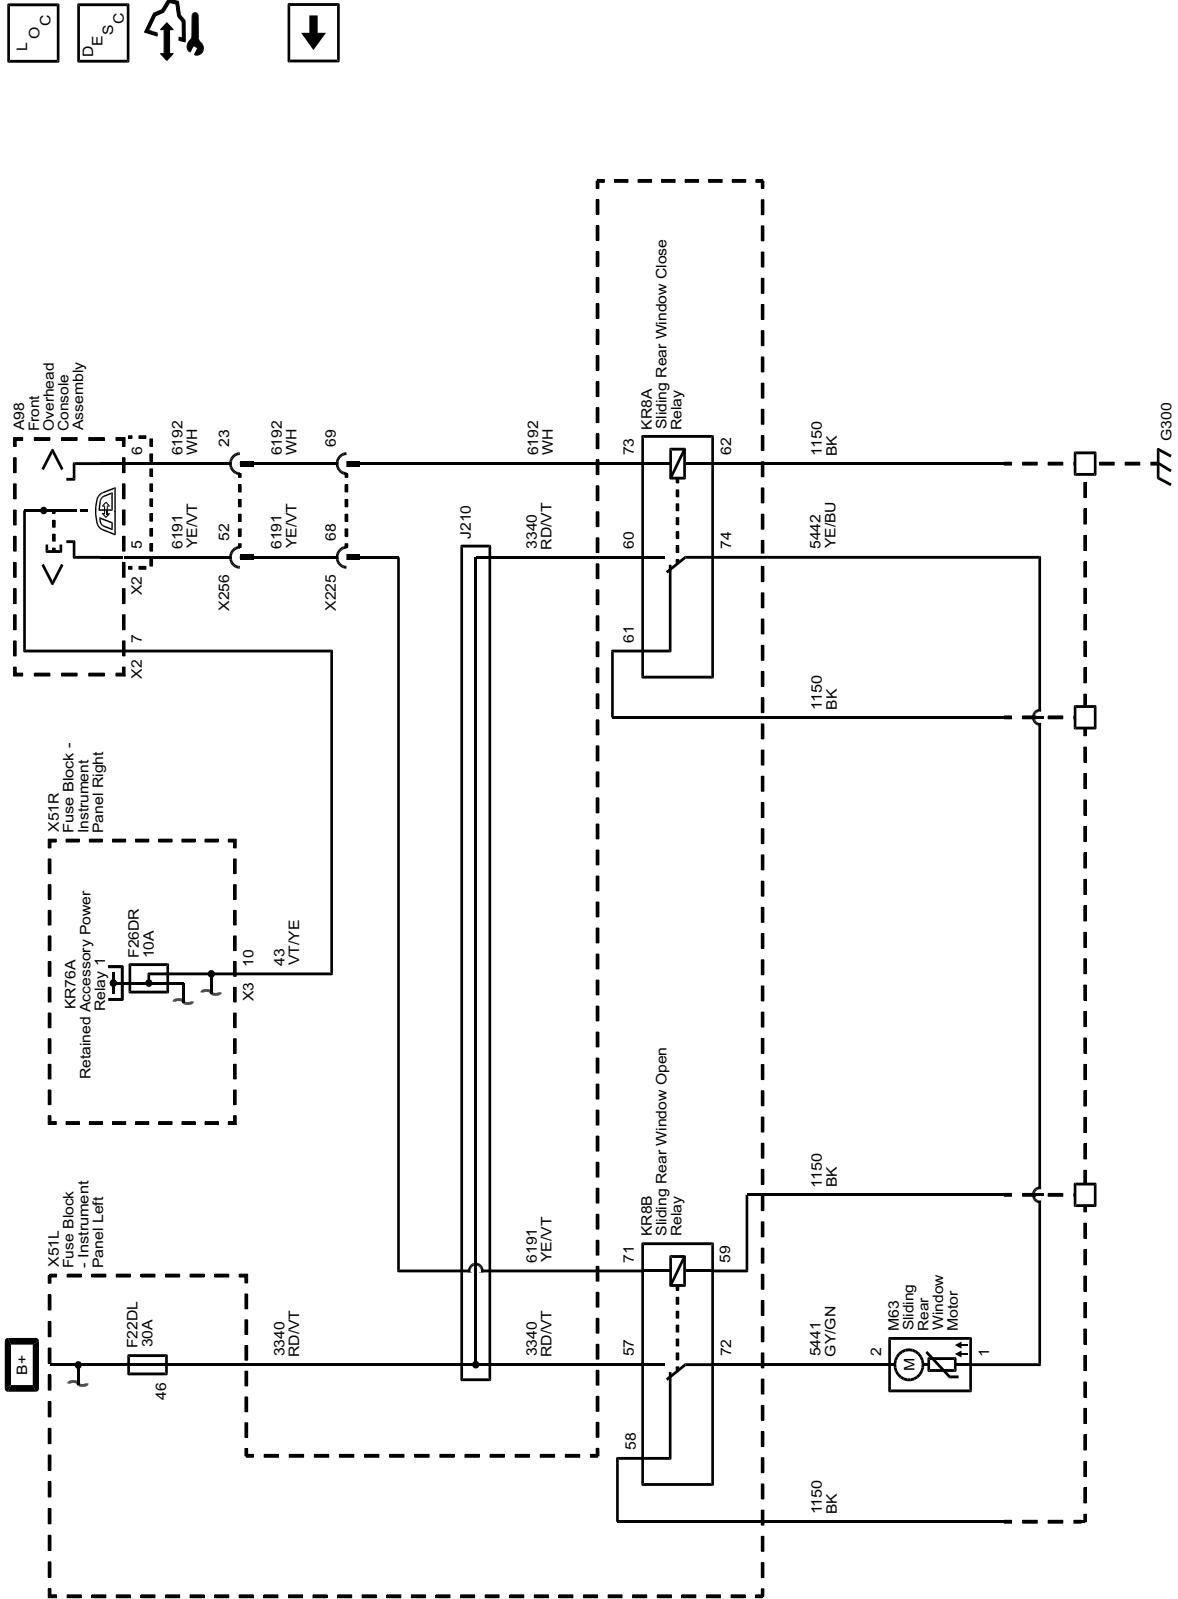 L O C
D E S C
B+
X51L
Fuse Block
- Instrument
Panel Left
F22DL
30A
46
3340
RD/VT
X51R
Fuse Block -
Instrument
Panel Right
KR76A
Retained Accessory Power
Relay 1
F26DR
10A
X3
10
43
VT/YE
A98
Front
Overhead
Console
Assembly
X2
7
X2
5
6
6191
YE/VT
6192
WH
X256
52
23
6191
YE/VT
6192
WH
X225
68
69
J210
3340
RD/VT
6191
YE/VT
3340
RD/VT
6192
WH
58
57
71
KR8B
Sliding Rear Window Open
Relay
72
59
61
60
73
KR8A
Sliding Rear Window Close
Relay
74
62
1150
BK
5441
GY/GN
1150
BK
1150
BK
5442
YE/BU
1150
BK
2
M
1
M63
Sliding
Rear
Window
Motor
G300